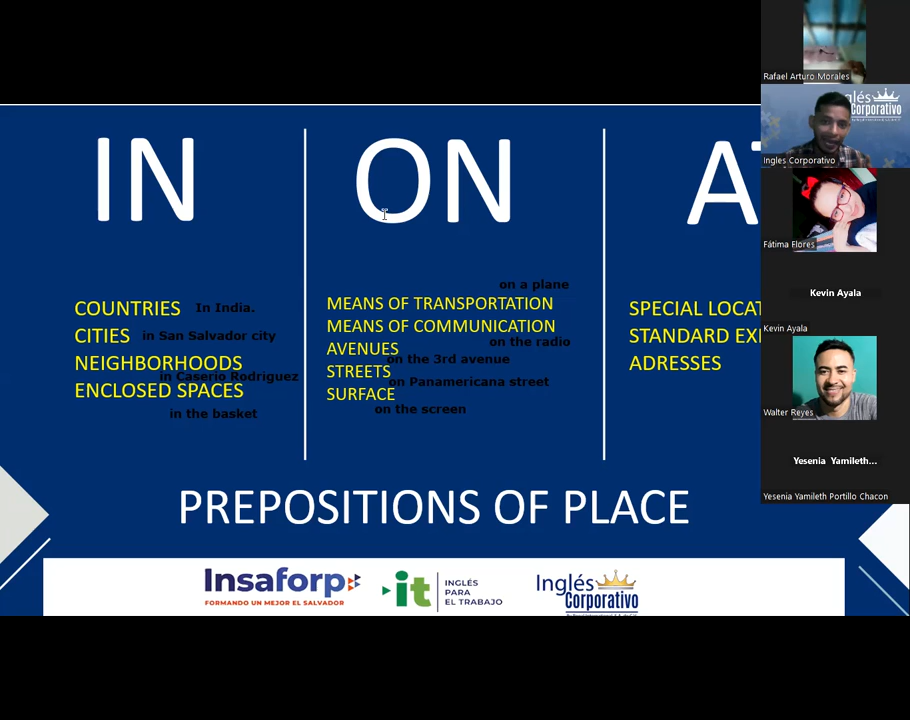 IN
ON
COUNTRIES
In India.
CITIES
in San Salvador city
NEIGHBORHOODS
in Caserio Rodriguez
ENCLOSED SPACES
in the basket
on a plane
MEANS OF TRANSPORTATION
MEANS OF COMMUNICATION
on the radio
AVENUES
on the 3rd avenue
STREETS
on Panamericana street
SURFACE
on the screen
A
SPECIAL LOCAT
STANDARD EX
ADRESSES
PREPOSITIONS OF PLACE
Insaforp
FORMANDO UN MEJOR EL SALVADOR
it
INGLÉS
PARA
EL TRABAJO
Inglés
Corporativo
Rafael Arturo Morales
glés
Corporativo
Ingles Corporativo
Fátima Flores
Kevin Ayala
Kevin Ayala
Walter Reyes
Yesenia Yamileth...
Yesenia Yamileth Portillo Chacon